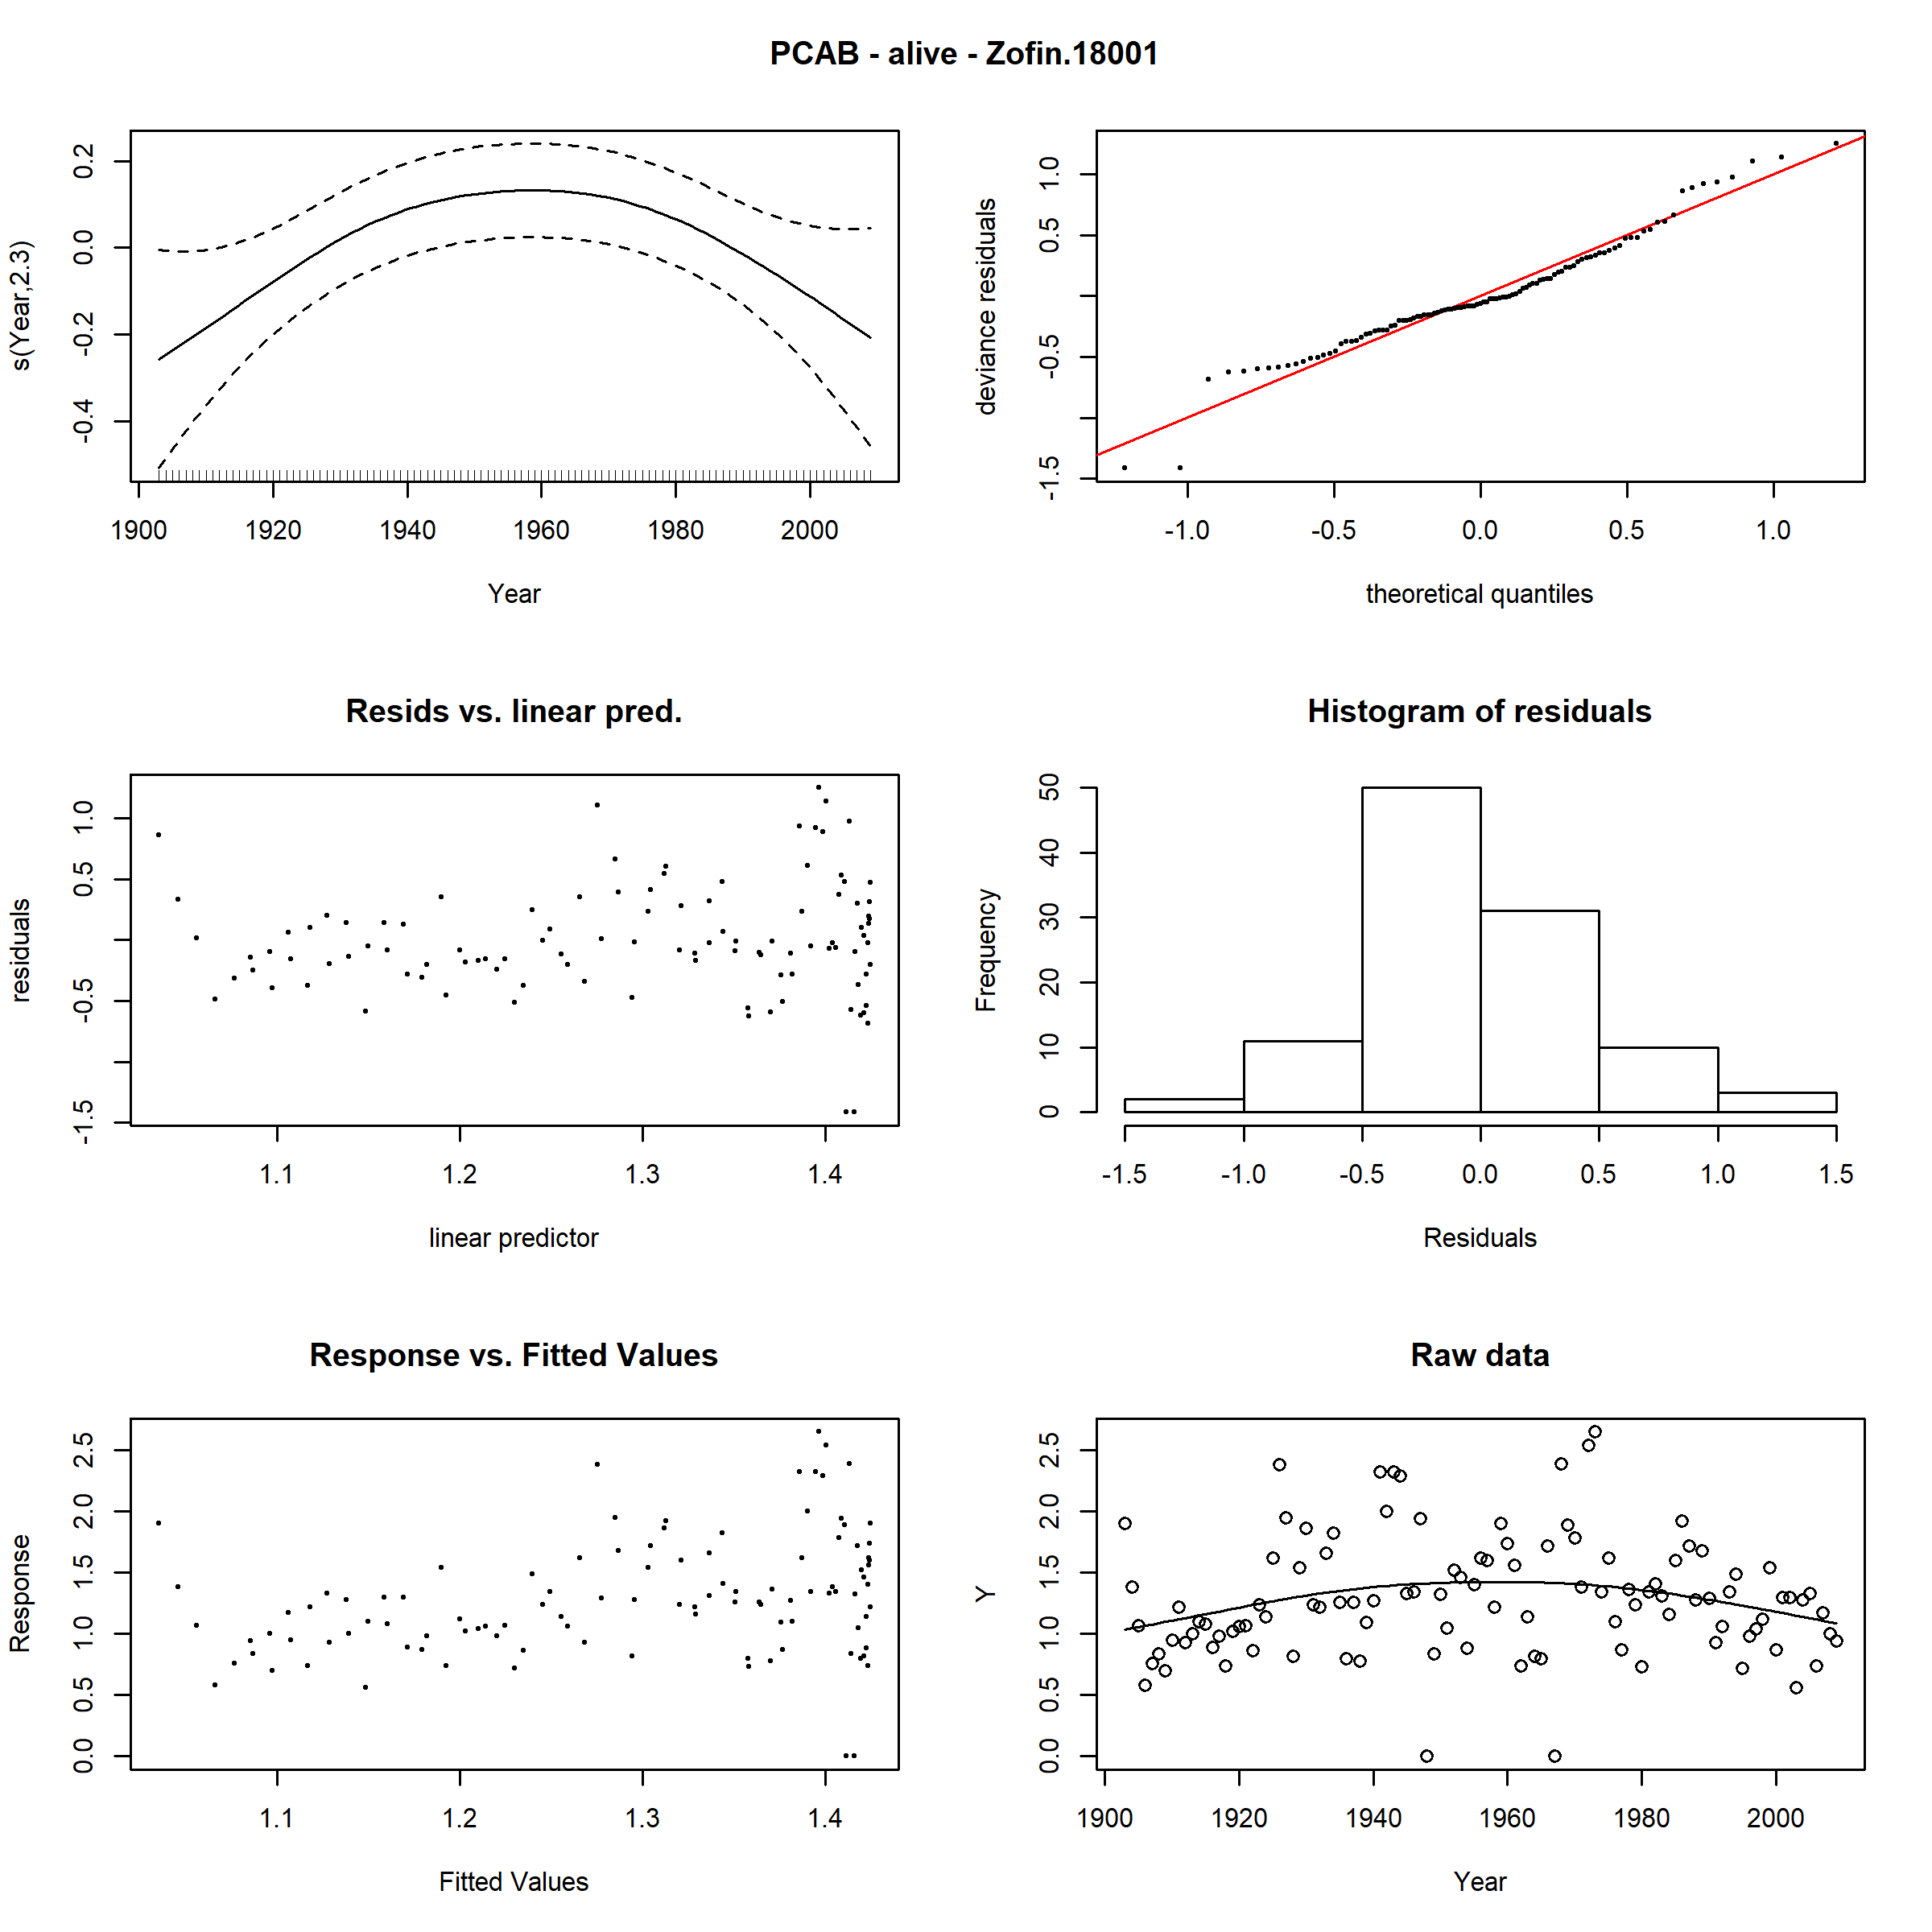 PCAB - alive - Zofin.18001
s(Year,2.3)
0.2
0.0
-0.2
-0.4
1900 1920 1940 1960 1980 2000
Year
deviance residuals
1.0
0.5
-0.5
-1.5
-1.0 -0.5 0.0 0.5 1.0
theoretical quantiles
Resids vs. linear pred.
residuals
1.0
0.5
-0.5
-1.5
1.1 1.2 1.3 1.4
linear predictor
Histogram of residuals
Frequency
50
40
30
20
10
0
-1.5 -1.0 -0.5 0.0 0.5 1.0 1.5
Residuals
Response vs. Fitted Values
Response
2.5
2.0
1.5
1.0
0.5
0.0
1.1 1.2 1.3 1.4
Fitted Values
Raw data
Y
2.5
2.0
1.5
1.0
0.5
0.0
1900 1920 1940 1960 1980 2000
Year